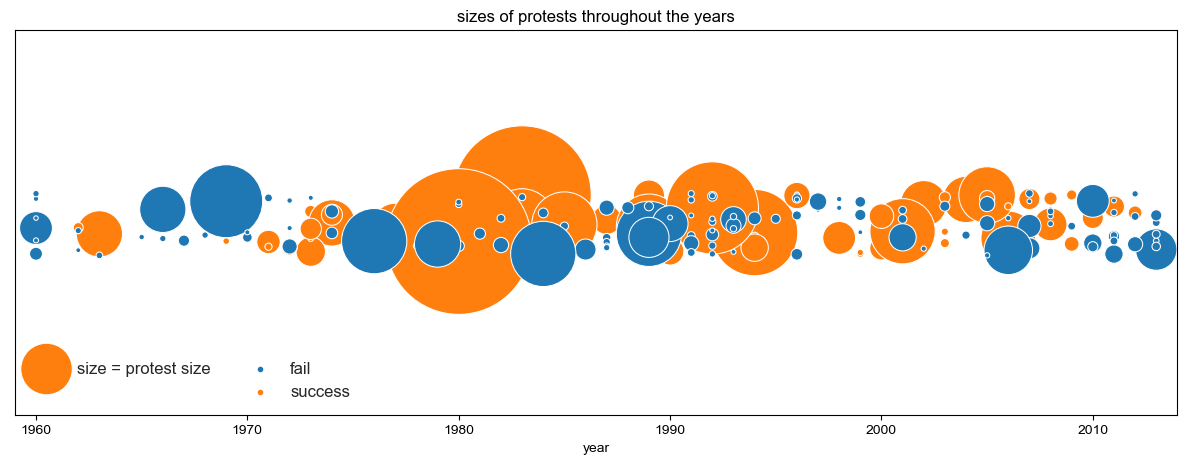 sizes of protests throughout the years
size = protest size
fail
success
1960 1970 1980 1990 2000 2010
year